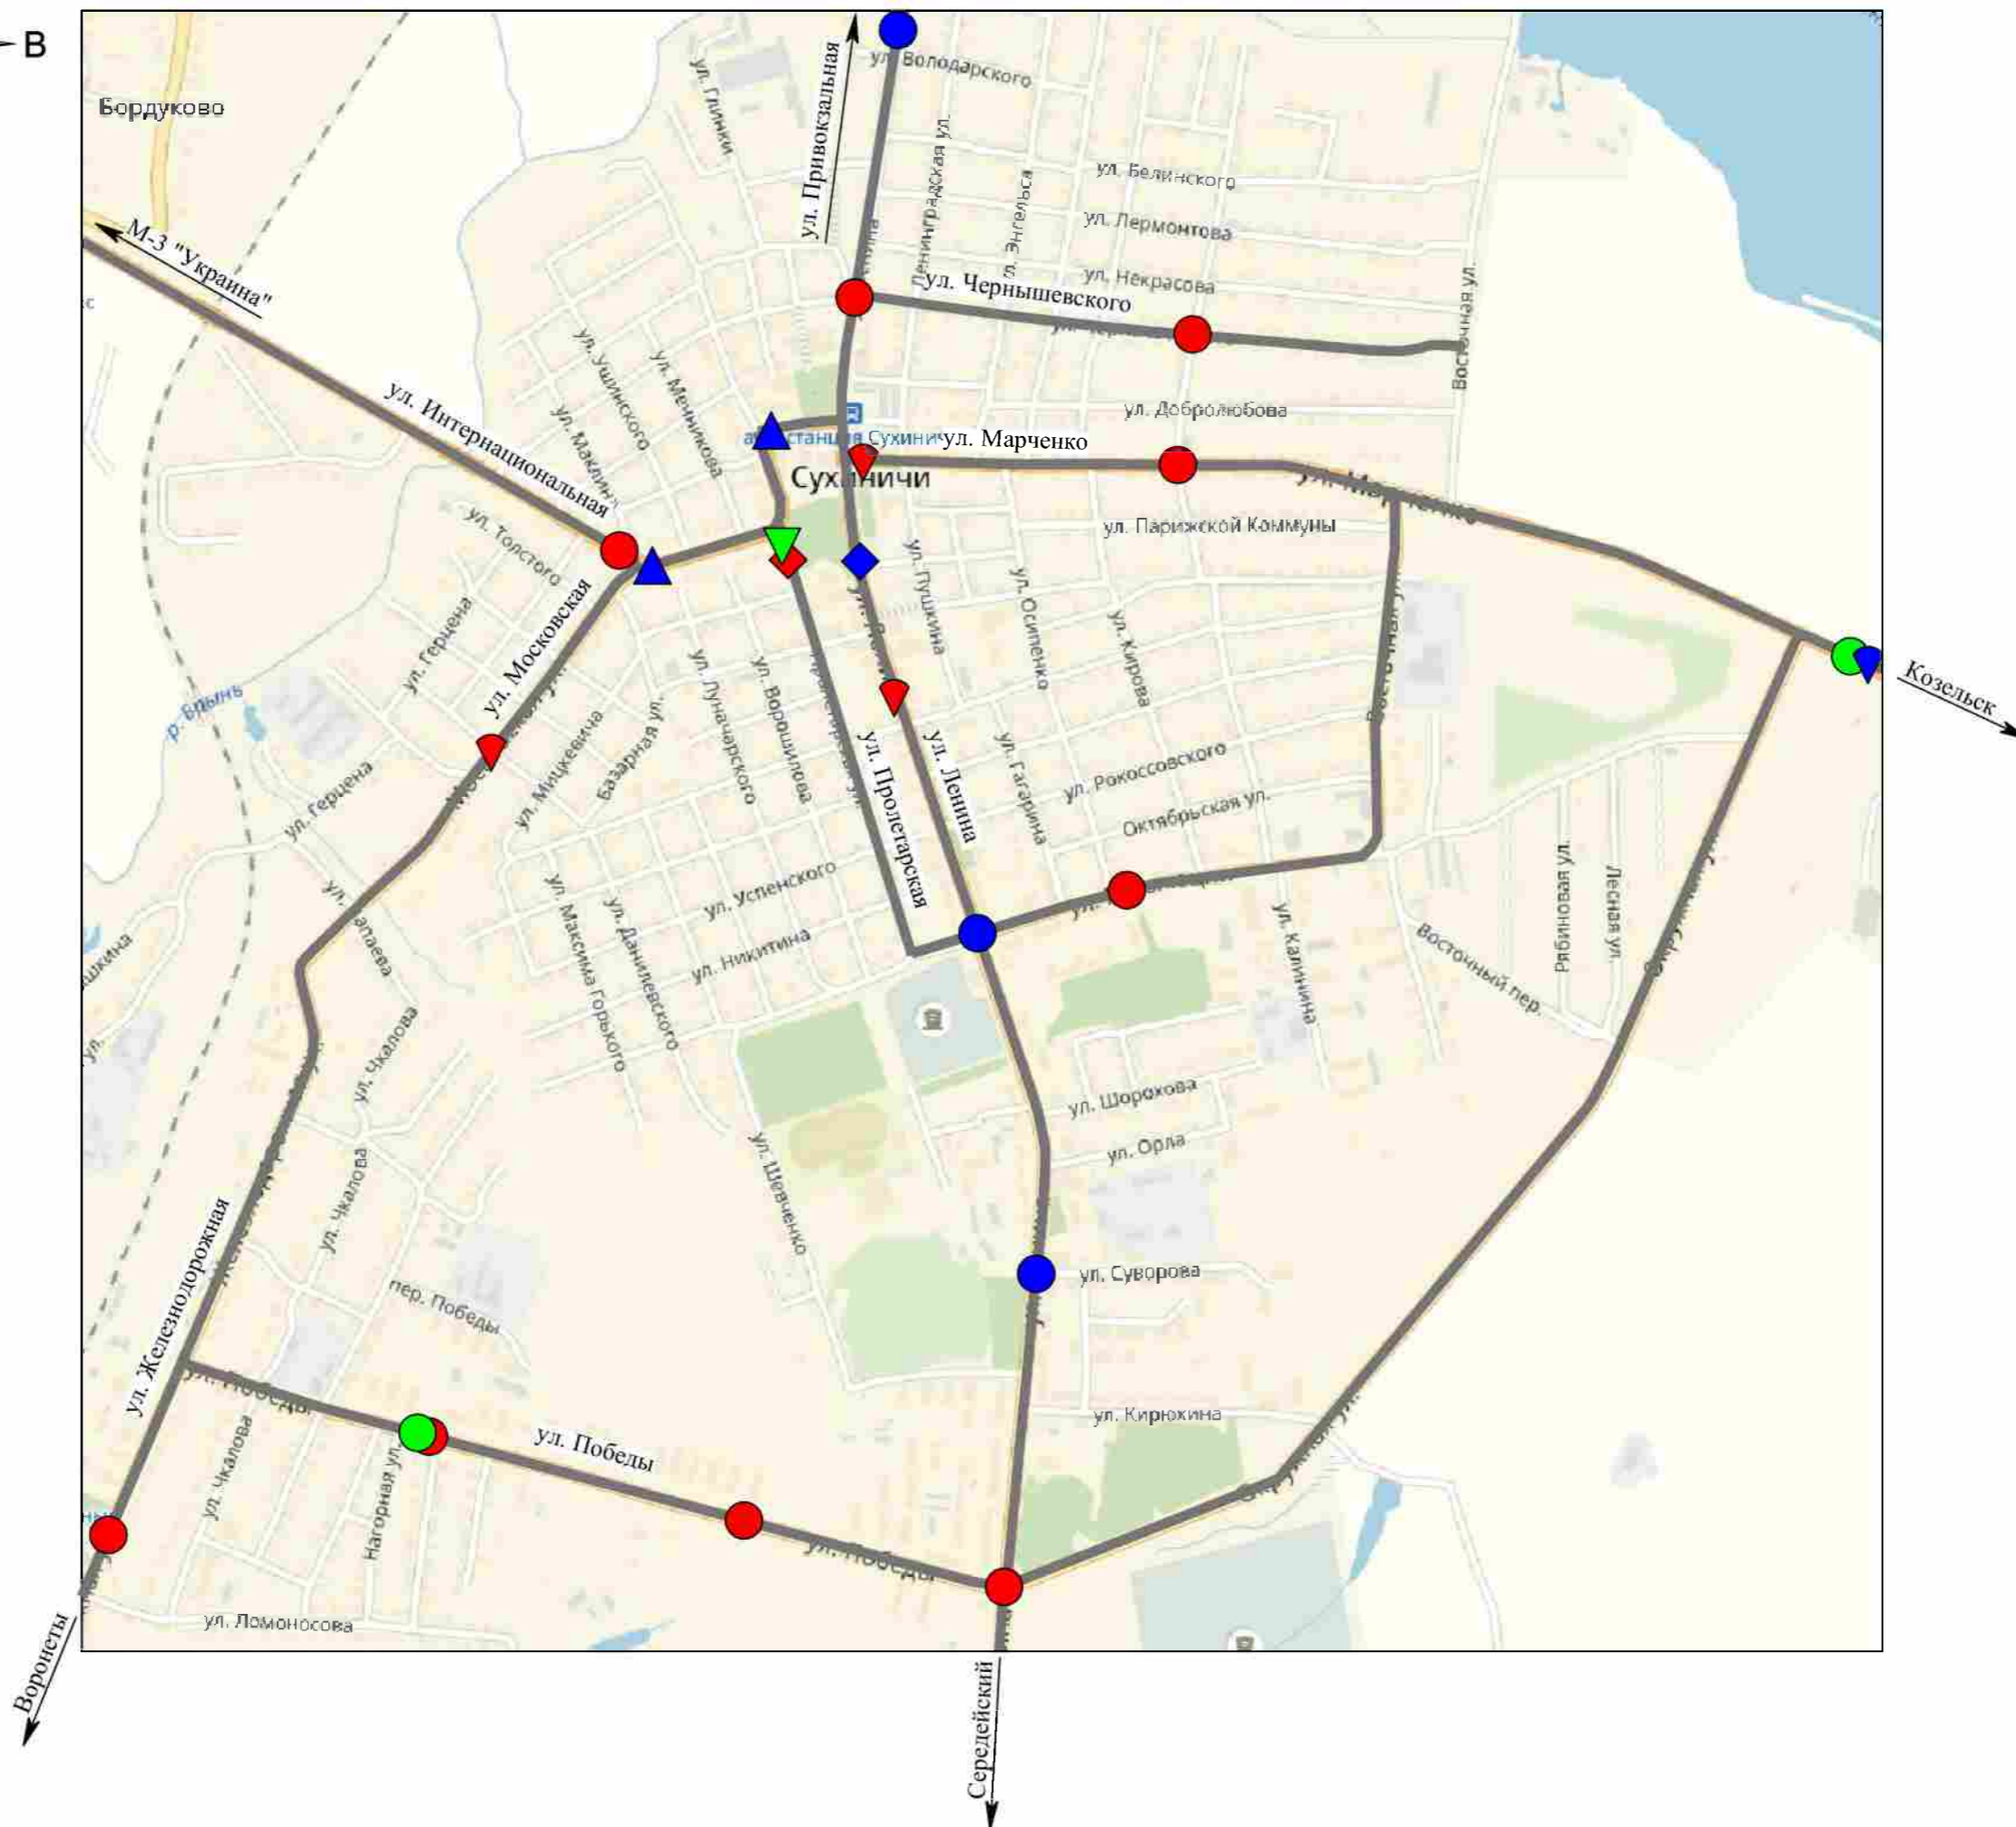 В
Бордуково
ул. Глинки
ул. Привокзальная
ул. Володарского
Ленинградская ул.
ул. Энгельса
ул. Белинского
ул. Лермонтова
ул. Некрасова
ул. Чернышевского
Восточная ул.
М-3 "Украина"
ул. Интернациональная
ул. Ушинского
ул. Менникова
ул. Маклина
ул. Добролюбова
ул. Марченко
Сухиничи
ул. Марченко
ул. Парижской Коммуны
ул. Толстого
ул. Московская
ул. Герцена
ул. Пушкина
ул. Осипенко
ул. Кирова
Козельск
р. Брынь
ул. Мицкевича
Базарная ул.
ул. Луначарского
ул. Ворошилова
ул. Пролетарская
ул. Ленина
ул. Гагарина
ул. Рокоссовского
Октябрьская ул.
ул. Герцена
ул. Успенского
ул. Никитина
ул. Максима Горького
ул. Данилевского
ул. Калинина
Восточный пер.
Рябиновая ул.
Лесная ул.
ул. Чкалова
ул. Шорохова
ул. Орла
ул. Шевченко
ул. Чкалова
ул. Железнодорожная
пер. Победы
ул. Суворова
ул. Победы
ул. Кирюхина
ул. Чкалова
Нагорная ул.
ул. Победы
ул. Победы
ул. Ломоносова
Воронеты
Середейский